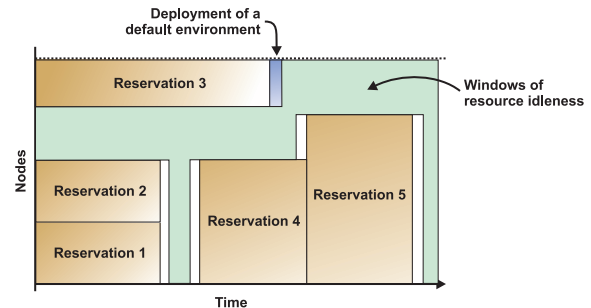 Deployment of a
default environment
Reservation 3
Windows of
resource idleness
Nodes
Reservation 2
Reservation 1
Reservation 4
Reservation 5
Time